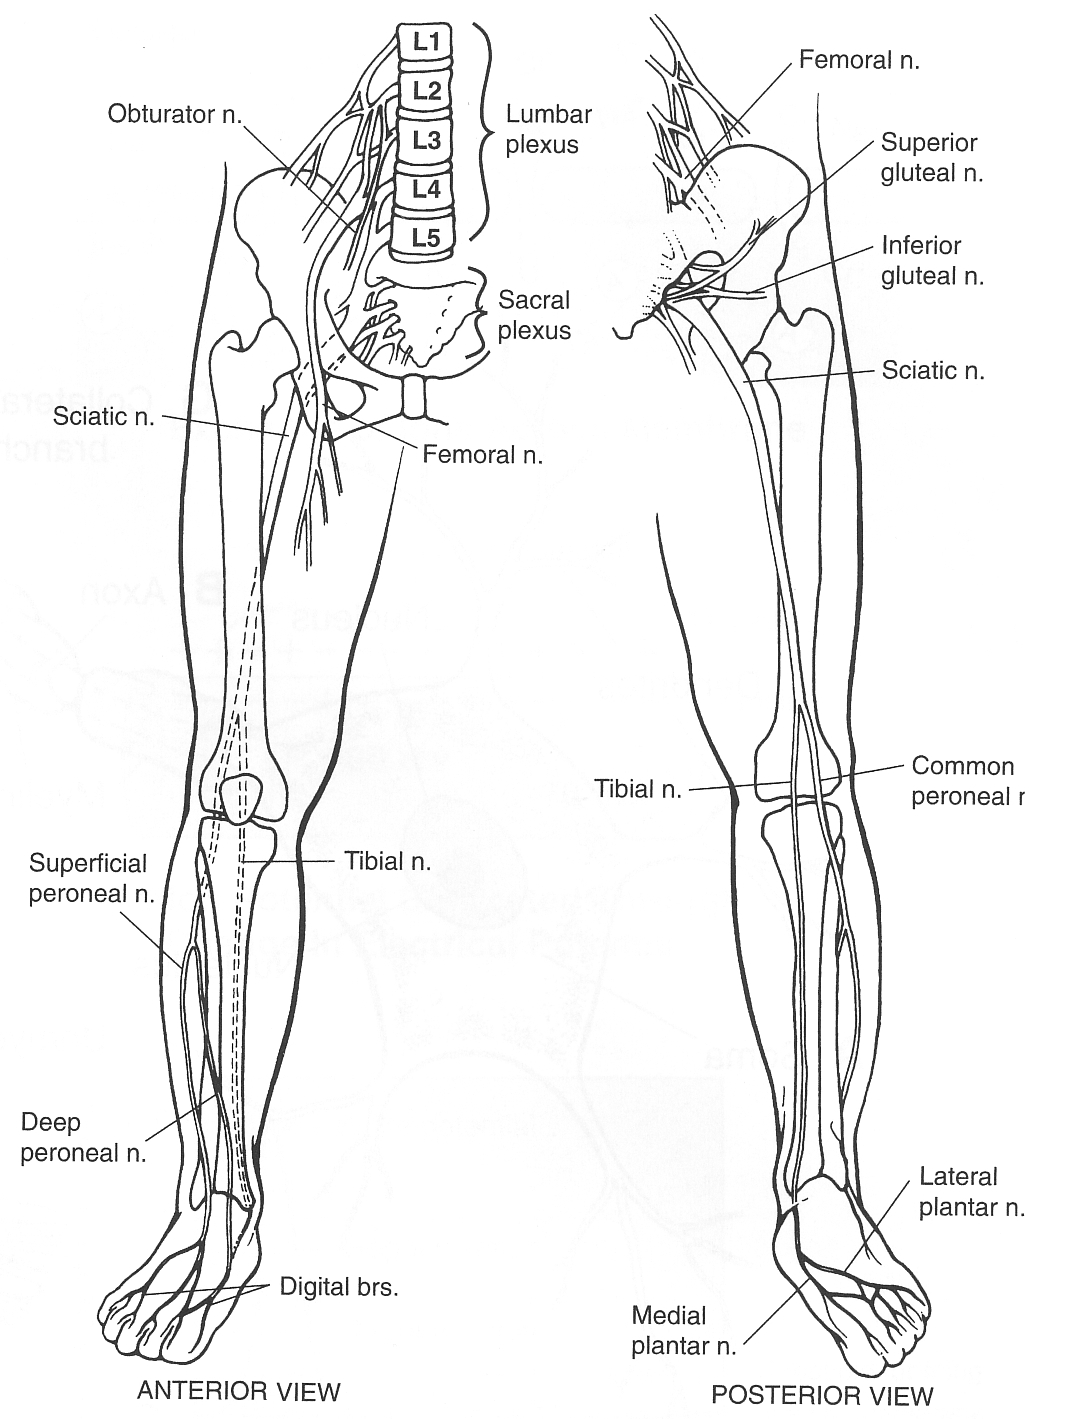 L1
L2
L3
L4
L5
Lumbar
plexus
Obturator n.
Sacral
plexus
Sciatic n.
Femoral n.
Superficial
peroneal n.
Tibial n.
Deep
peroneal n.
Digital brs.
ANTERIOR VIEW
Femoral n.
Superior
gluteal n.
Inferior
gluteal n.
Sciatic n.
Tibial n.
Common
peroneal
Lateral
plantar n.
Medial
plantar n.
POSTERIOR VIEW